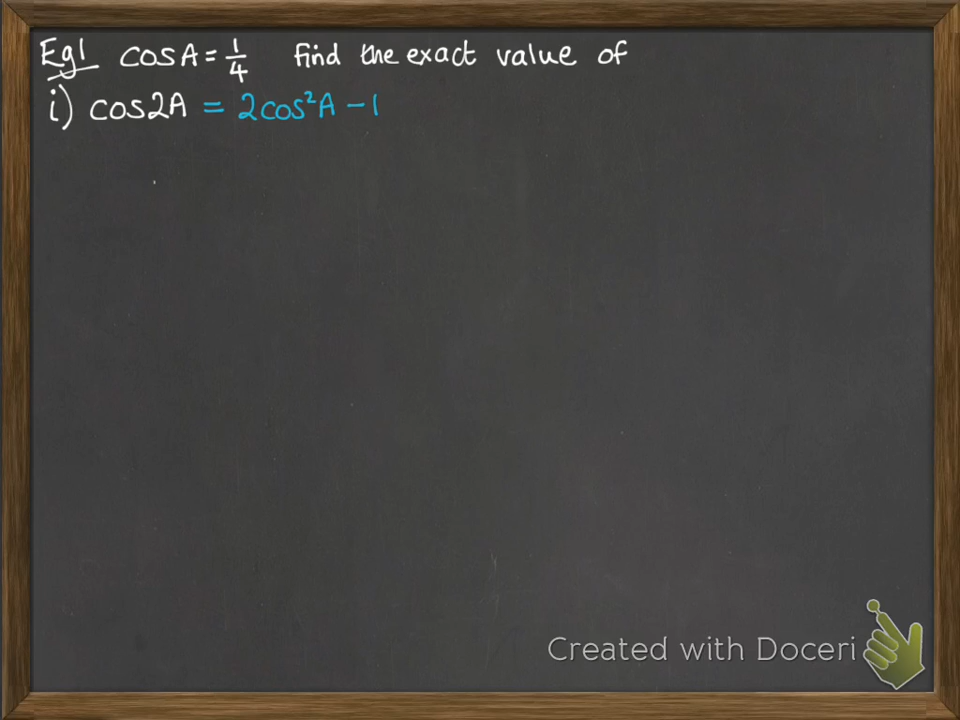 Eg1 cosA = 1/4 find the exact value of
i) cos2A = 2cos²A - 1
Created with Doceri